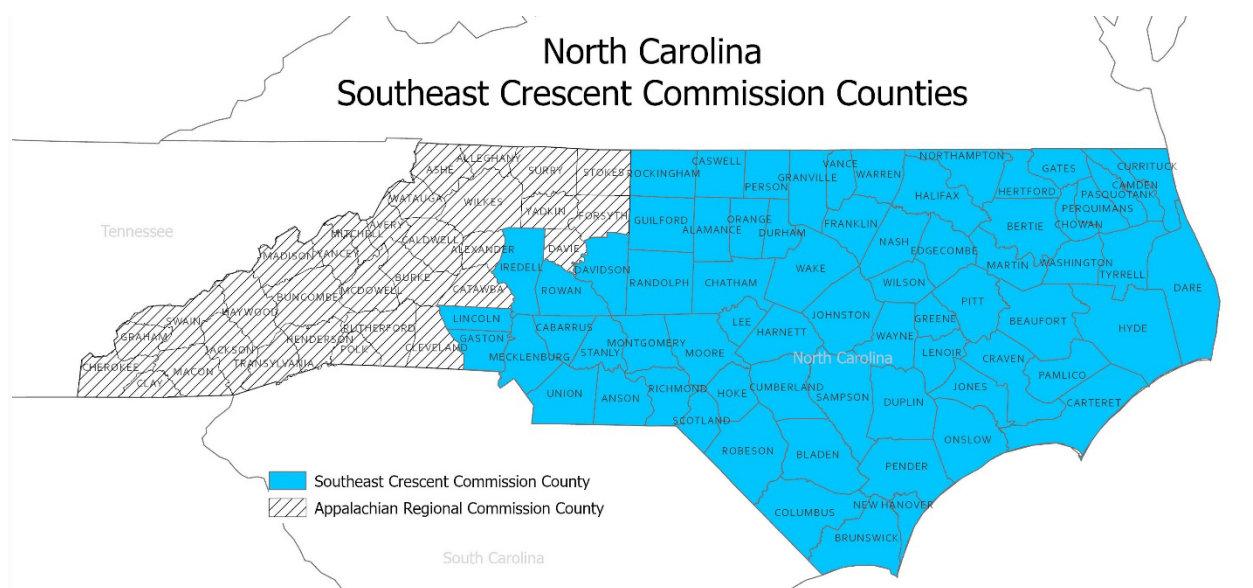 North Carolina
Southeast Crescent Commission Counties
ALLEGHANY
ASHE
SURRY
STOKES
ROCKINGHAM
CASWELL
PERSON
GRANVILLE
VANCE
WARREN
NORTHAMPTON
GATES
CURRITUCK
CAMDEN
PASQUOTANK
HERTFORD
HALIFAX
WATAUGA
WILKES
YADKIN
FORSYTH
GUILFORD
ALAMANCE
ORANGE
DURHAM
FRANKLIN
PERQUIMANS
CHOWAN
BERTIE
Tennessee
AVERY
MITCHELL
CALDWELL
ALEXANDER
DAVIE
NASH
EDGECOMBE
MADISON
YANCEY
IREDELL
DAVIDSON
WAKE
MARTIN
WASHINGTON
TYRRELL
BURKE
MCDOWELL
CATAWBA
ROWAN
RANDOLPH
CHATHAM
WILSON
DARE
BUNCOMBE
HAYWOOD
PITT
SWAIN
LINCOLN
JOHNSTON
GREENE
BEAUFORT
HYDE
GRAHAM
RUTHERFORD
CABARRUS
LEE
HARNETT
WAYNE
HENDERSON
GASTON
MONTGOMERY
JACKSON
POLK
CLEVELAND
MECKLENBURG
STANLY
MOORE
North Carolina
LENOIR
CRAVEN
CHEROKEE
MACON
TRANSYLVANIA
PAMLICO
CLAY
UNION
ANSON
RICHMOND
HOKE
CUMBERLAND
SAMPSON
DUPLIN
JONES
CARTERET
SCOTLAND
ONSLOW
ROBESON
BLADEN
PENDER
Southeast Crescent Commission County
Appalachian Regional Commission County
COLUMBUS
NEW HANOVER
BRUNSWICK
South Carolina